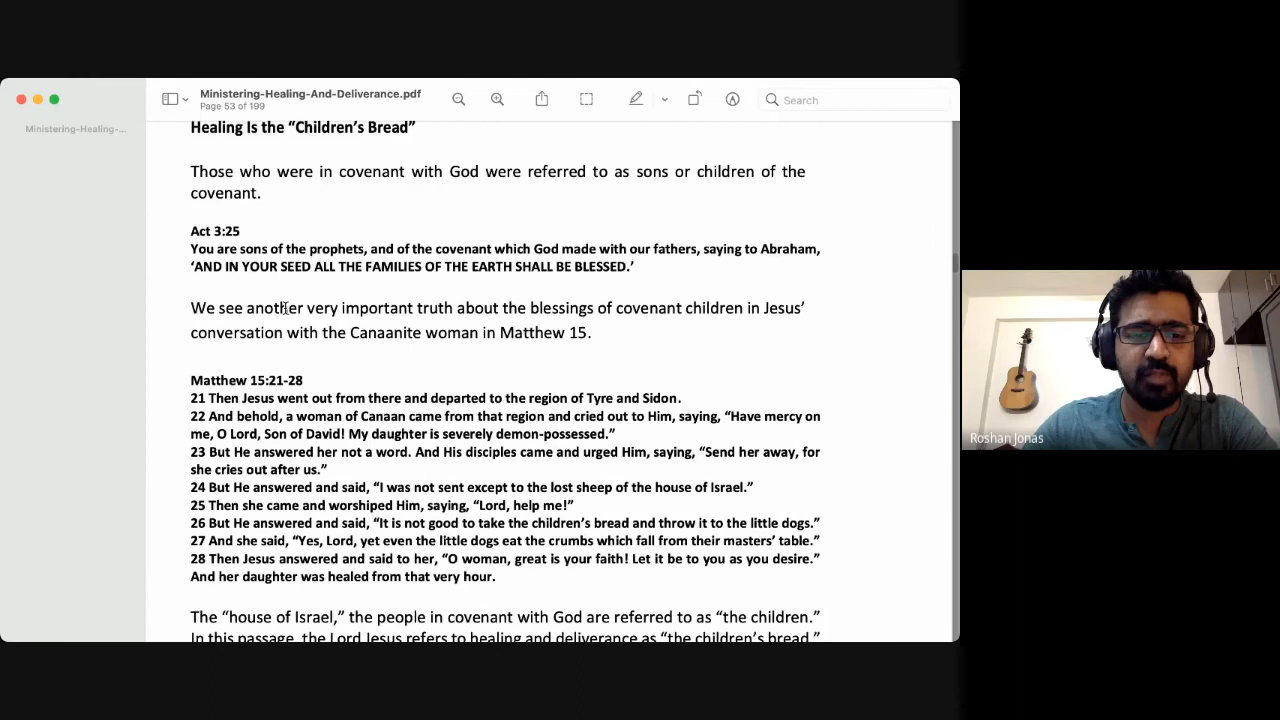 Ministering-Healing-And-Deliverance.pdf
Page 53 of 199
Search
Ministering-Healing-...
Healing Is the “Children’s Bread”
Those who were in covenant with God were referred to as sons or children of the
covenant.
Act 3:25
You are sons of the prophets, and of the covenant which God made with our fathers, saying to Abraham,
‘AND IN YOUR SEED ALL THE FAMILIES OF THE EARTH SHALL BE BLESSED.’
We see another very important truth about the blessings of covenant children in Jesus’
conversation with the Canaanite woman in Matthew 15.
Matthew 15:21-28
21 Then Jesus went out from there and departed to the region of Tyre and Sidon.
22 And behold, a woman of Canaan came from that region and cried out to Him, saying, “Have mercy on
me, O Lord, Son of David! My daughter is severely demon-possessed.”
23 But He answered her not a word. And His disciples came and urged Him, saying, “Send her away, for
she cries out after us.”
24 But He answered and said, “I was not sent except to the lost sheep of the house of Israel.”
25 Then she came and worshiped Him, saying, “Lord, help me!”
26 But He answered and said, “It is not good to take the children’s bread and throw it to the little dogs.”
27 And she said, “Yes, Lord, yet even the little dogs eat the crumbs which fall from their masters’ table.”
28 Then Jesus answered and said to her, “O woman, great is your faith! Let it be to you as you desire.”
And her daughter was healed from that very hour.
The “house of Israel,” the people in covenant with God are referred to as “the children.”
In this passage, the Lord Jesus refers to healing and deliverance as “the children’s bread.”
Roshan Jonas